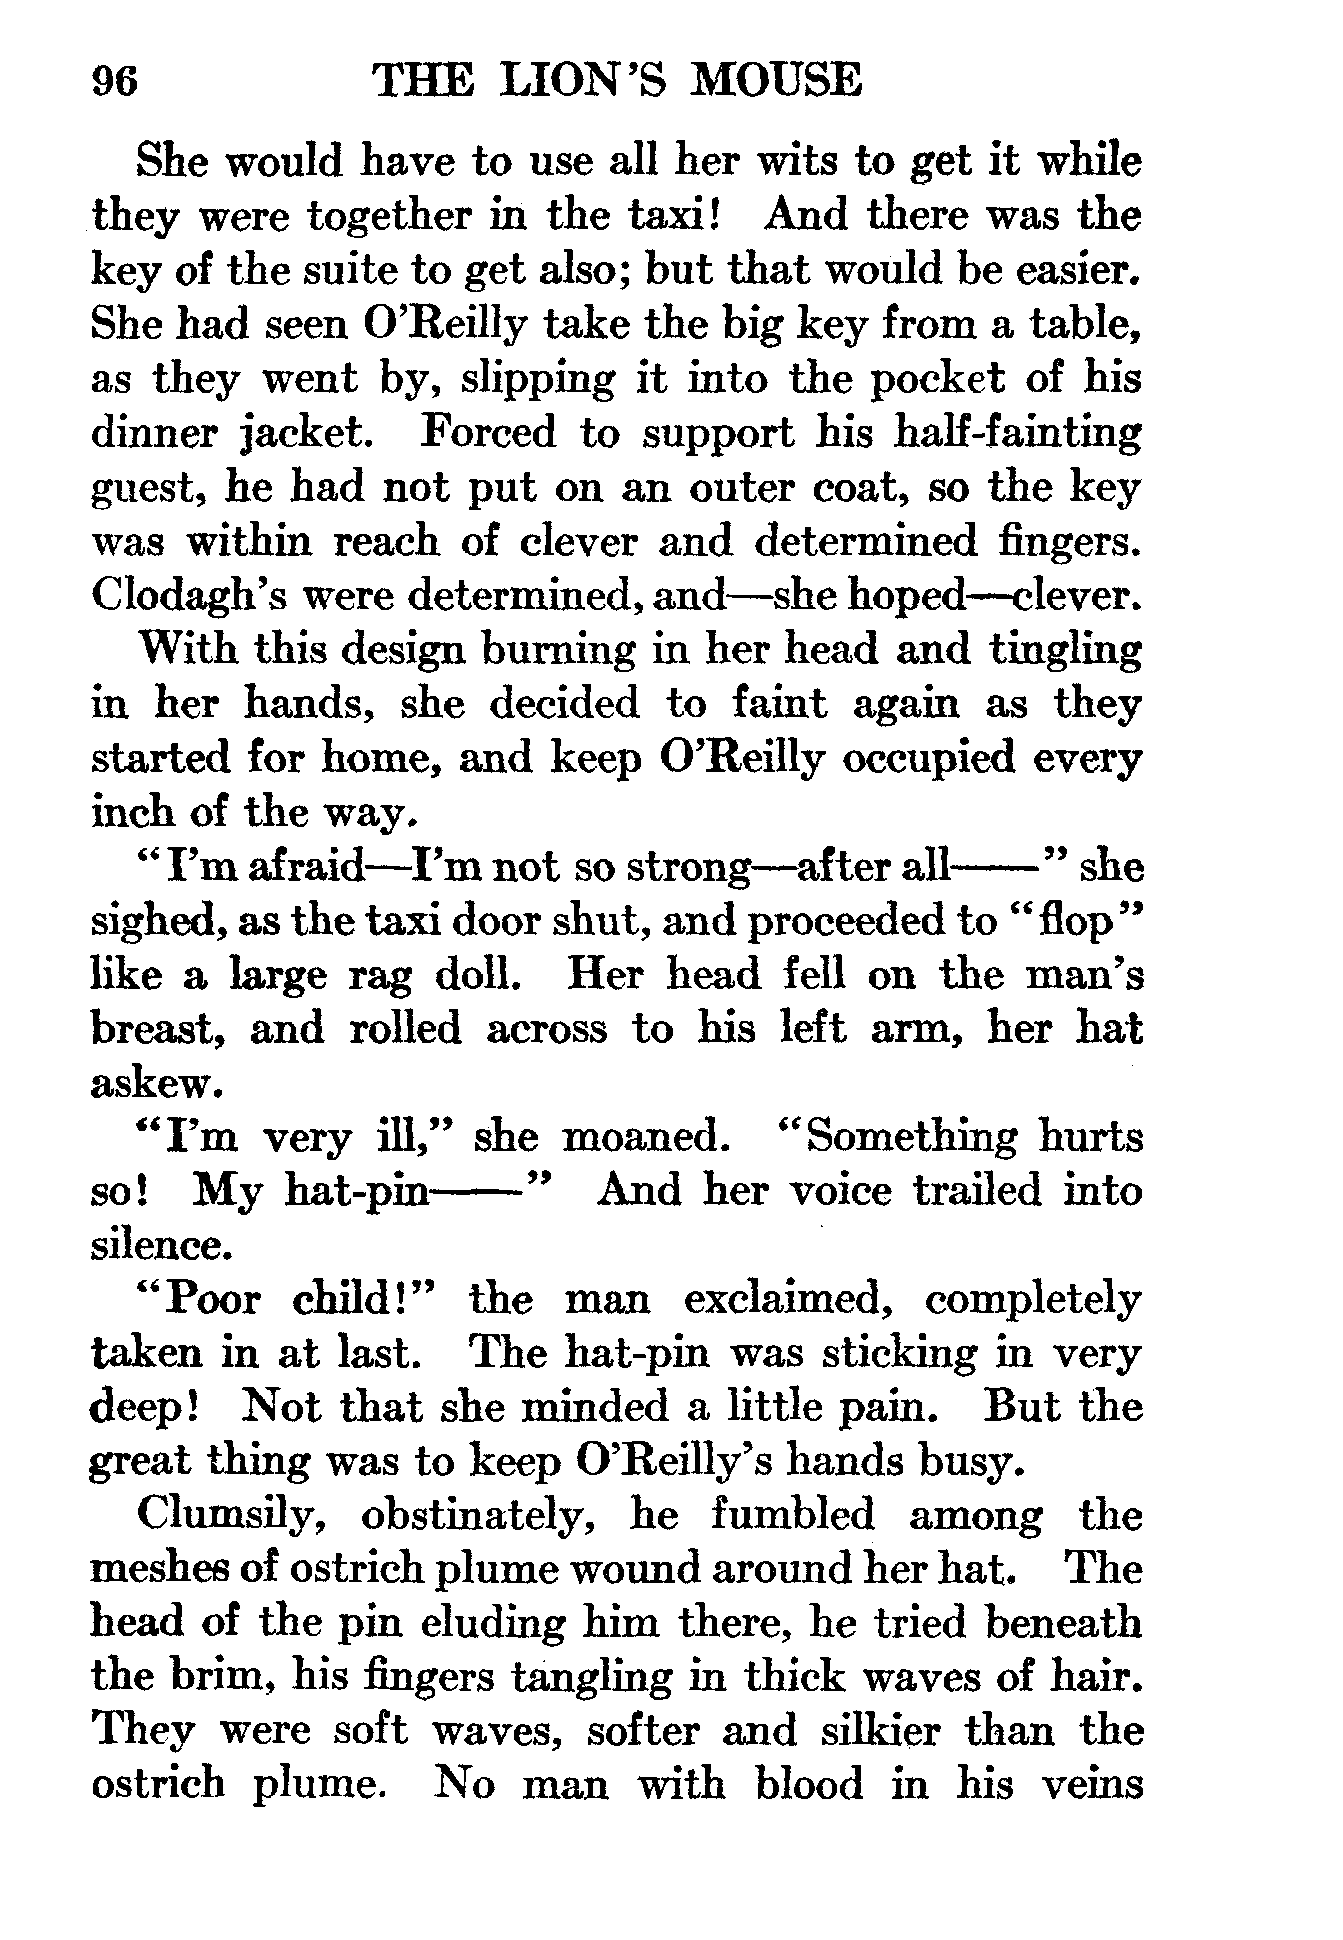 96 THE LION'S MOUSE
She would have to use all her wits to get it while
they were together in the taxi! And there was the
key of the suite to get also; but that would be easier.
She had seen O'Reilly take the big key from a table,
as they went by, slipping it into the pocket of his
dinner jacket. Forced to support his half-fainting
guest, he had not put on an outer coat, so the key
was within reach of clever and determined fingers.
Clodagh's were determined, and—she hoped—clever.
With this design burning in her head and tingling
in her hands, she decided to faint again as they
started for home, and keep O'Reilly occupied every
inch of the way.
“I'm afraid—I'm not so strong—after all——” she
sighed, as the taxi door shut, and proceeded to “flop”
like a large rag doll. Her head fell on the man's
breast, and rolled across to his left arm, her hat
askew.
“I'm very ill,” she moaned. “Something hurts
so! My hat-pin——” And her voice trailed into
silence.
“Poor child!” the man exclaimed, completely
taken in at last. The hat-pin was sticking in very
deep! Not that she minded a little pain. But the
great thing was to keep O'Reilly's hands busy.
Clumsily, obstinately, he fumbled among the
meshes of ostrich plume wound around her hat. The
head of the pin eluding him there, he tried beneath
the brim, his fingers tangling in thick waves of hair.
They were soft waves, softer and silkier than the
ostrich plume. No man with blood in his veins